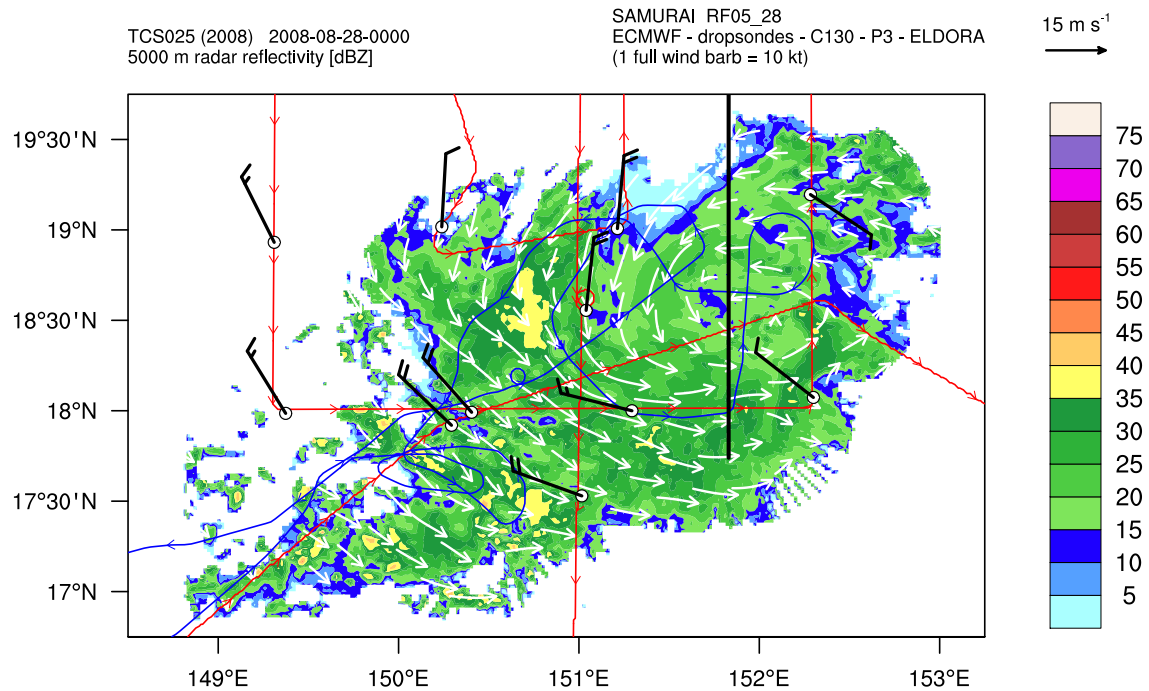 TCS025 (2008)   2008-08-28-0000
5000 m radar reflectivity [dBZ]
SAMURAI  RF05_28
ECMWF - dropsondes - C130 - P3 - ELDORA
(1 full wind barb = 10 kt)
15 m s⁻¹
19°30'N
19°N
18°30'N
18°N
17°30'N
17°N
149°E
150°E
151°E
152°E
153°E
75
70
65
60
55
50
45
40
35
30
25
20
15
10
5